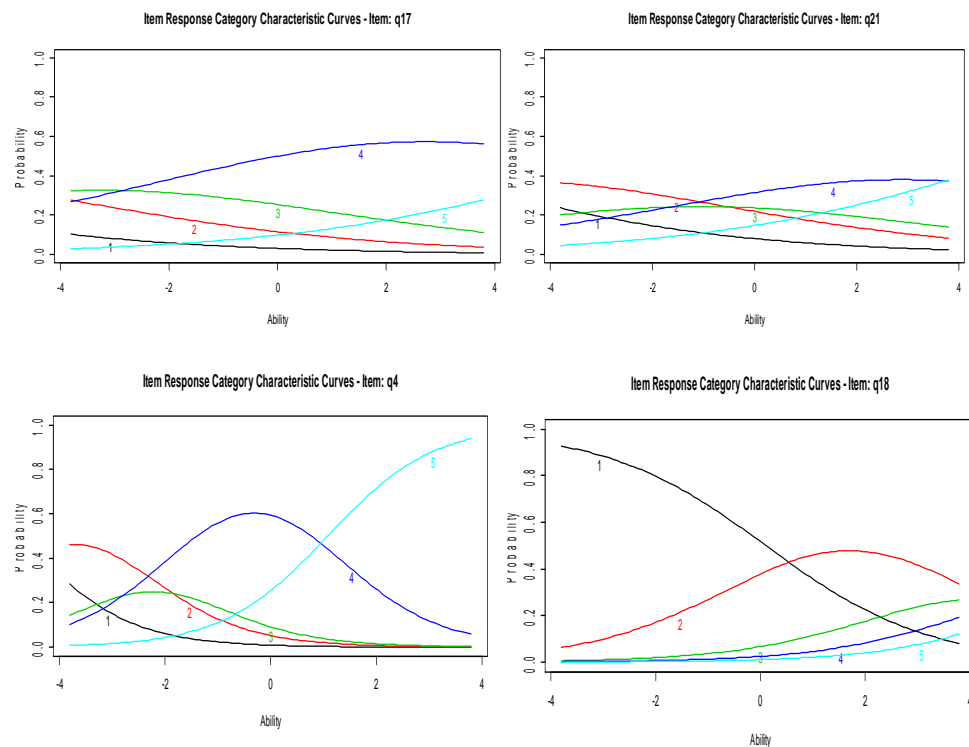 Item Response Category Characteristic Curves - Item: q17
Probability
0.0 0.2 0.4 0.6 0.8 1.0
1 2 3 4 5
-4 -2 0 2 4
Ability
Item Response Category Characteristic Curves - Item: q21
Probability
0.0 0.2 0.4 0.6 0.8 1.0
1 2 3 4 5
-4 -2 0 2 4
Ability
Item Response Category Characteristic Curves - Item: q4
Probability
0.0 0.2 0.4 0.6 0.8 1.0
1 2 3 4 5
-4 -2 0 2 4
Ability
Item Response Category Characteristic Curves - Item: q18
Probability
0.0 0.2 0.4 0.6 0.8 1.0
1 2 3 4 5
-4 -2 0 2 4
Ability